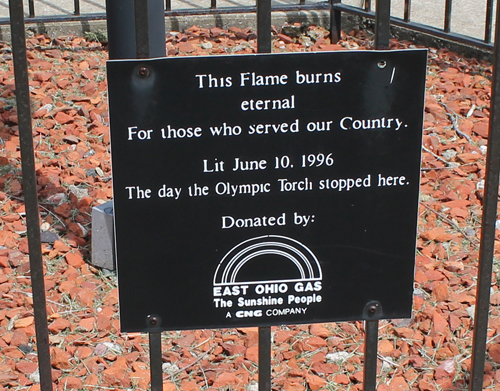 This Flame burns
eternal
For those who served our Country.
Lit June 10, 1996
The day the Olympic Torch stopped here.
Donated by:
EAST OHIO GAS
The Sunshine People
A CNG COMPANY